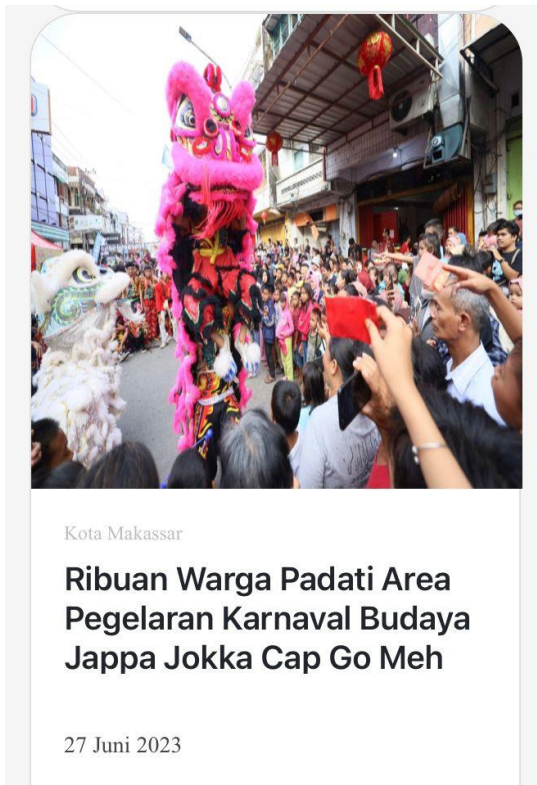 Kota Makassar
Ribuan Warga Padati Area
Pegelaran Karnaval Budaya
Jappa Jokka Cap Go Meh
27 Juni 2023